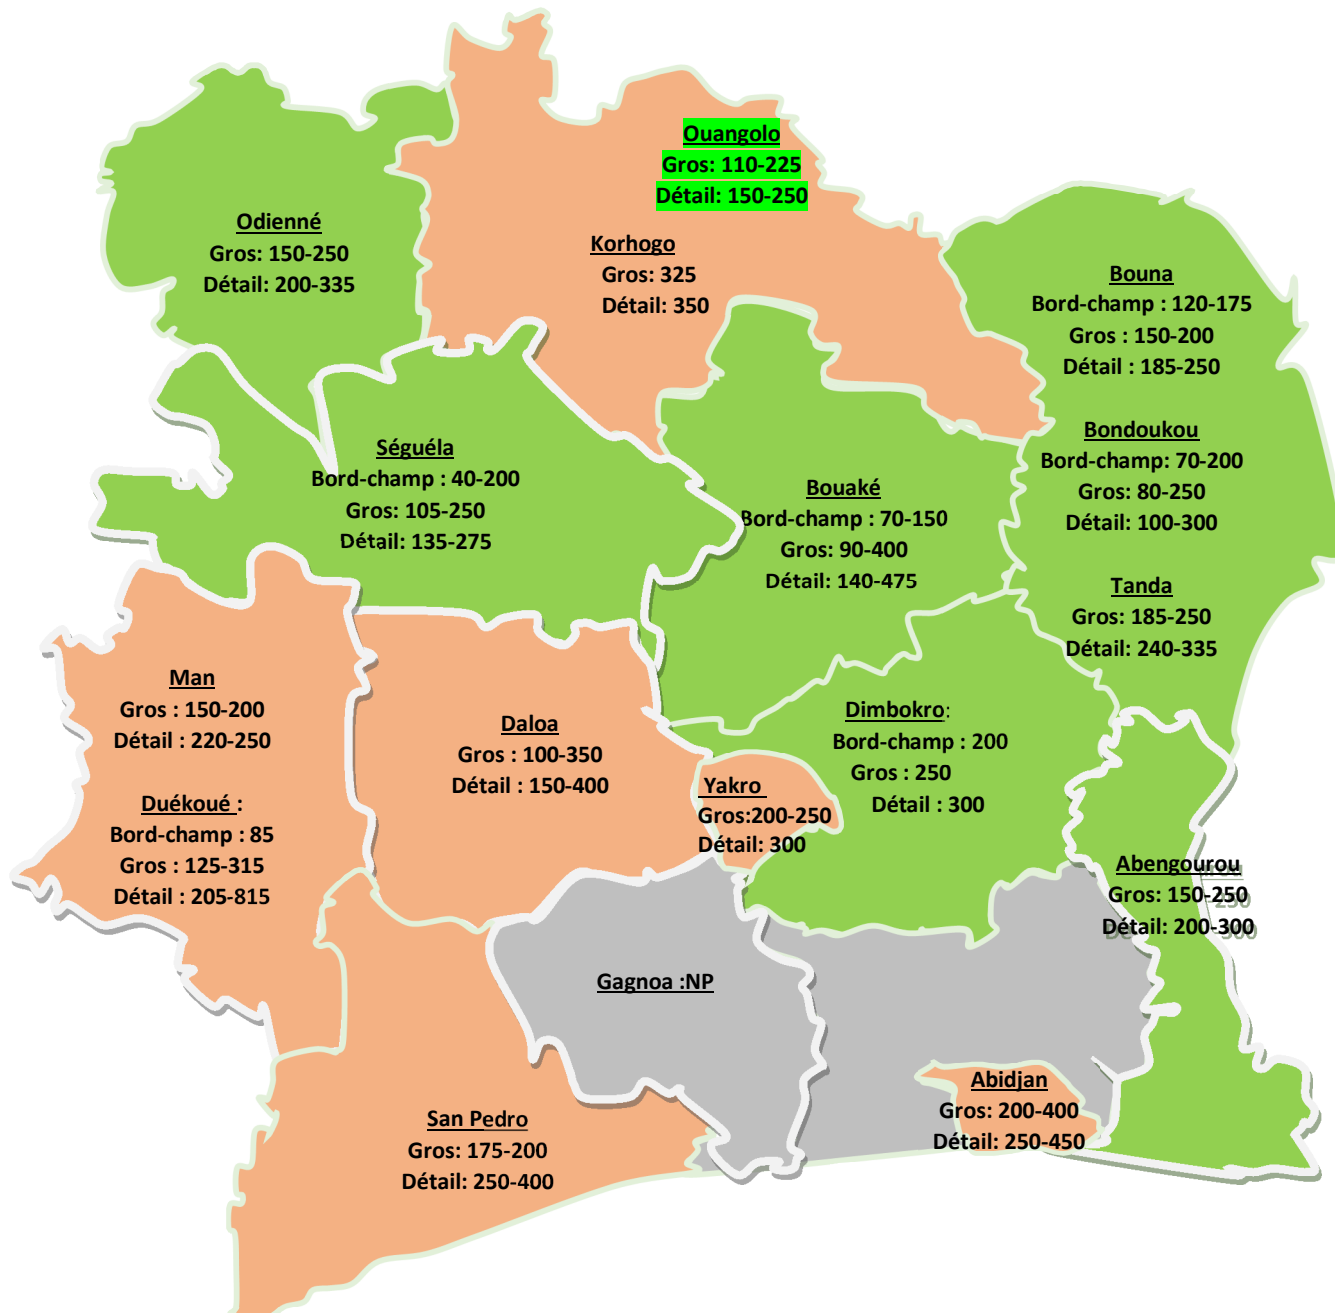 Ouangolo
Gros: 110-225
Détail: 150-250
Odienné
Gros: 150-250
Détail: 200-335
Korhogo
Gros: 325
Détail: 350
Bouna
Bord-champ : 120-175
Gros : 150-200
Détail : 185-250
Séguéla
Bord-champ : 40-200
Gros: 105-250
Détail: 135-275
Bouaké
Bord-champ : 70-150
Gros: 90-400
Détail: 140-475
Bondoukou
Bord-champ: 70-200
Gros: 80-250
Détail: 100-300
Tanda
Gros: 185-250
Détail: 240-335
Man
Gros : 150-200
Détail : 220-250
Daloa
Gros : 100-350
Détail : 150-400
Dimbokro:
Bord-champ : 200
Gros : 250
Détail : 300
Yakro
Gros:200-250
Détail: 300
Duékoué :
Bord-champ : 85
Gros : 125-315
Détail : 205-815
Abengourou
Gros: 150-250
Détail: 200-300
Gagnoa :NP
San Pedro
Gros: 175-200
Détail: 250-400
Abidjan
Gros: 200-400
Détail: 250-450